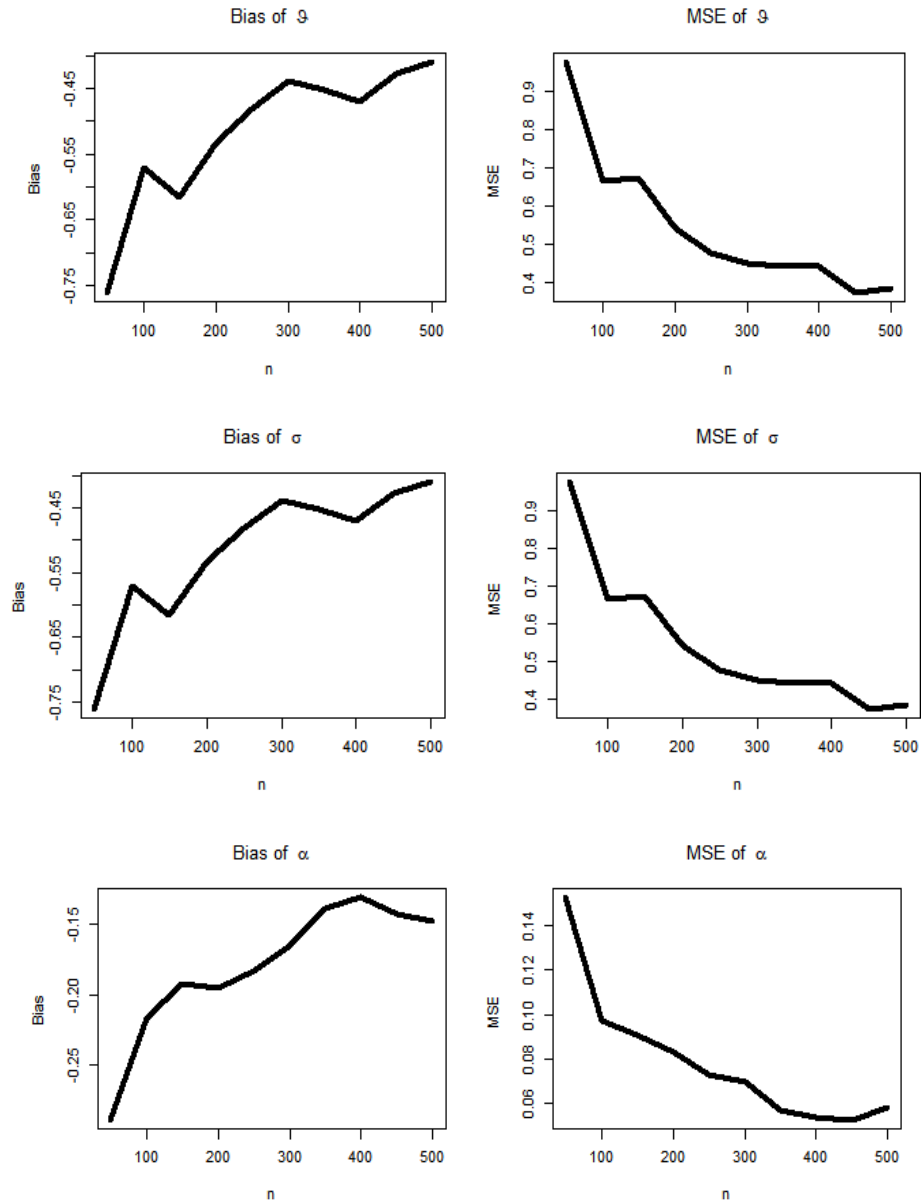 Bias of ϑ
MSE of ϑ
Bias
-0.75 -0.65 -0.55 -0.45
100 200 300 400 500
n
MSE
0.4 0.5 0.6 0.7 0.8 0.9
100 200 300 400 500
n
Bias of σ
MSE of σ
Bias
-0.75 -0.65 -0.55 -0.45
100 200 300 400 500
n
MSE
0.4 0.5 0.6 0.7 0.8 0.9
100 200 300 400 500
n
Bias of α
MSE of α
Bias
-0.25 -0.20 -0.15
100 200 300 400 500
n
MSE
0.06 0.08 0.10 0.12 0.14
100 200 300 400 500
n